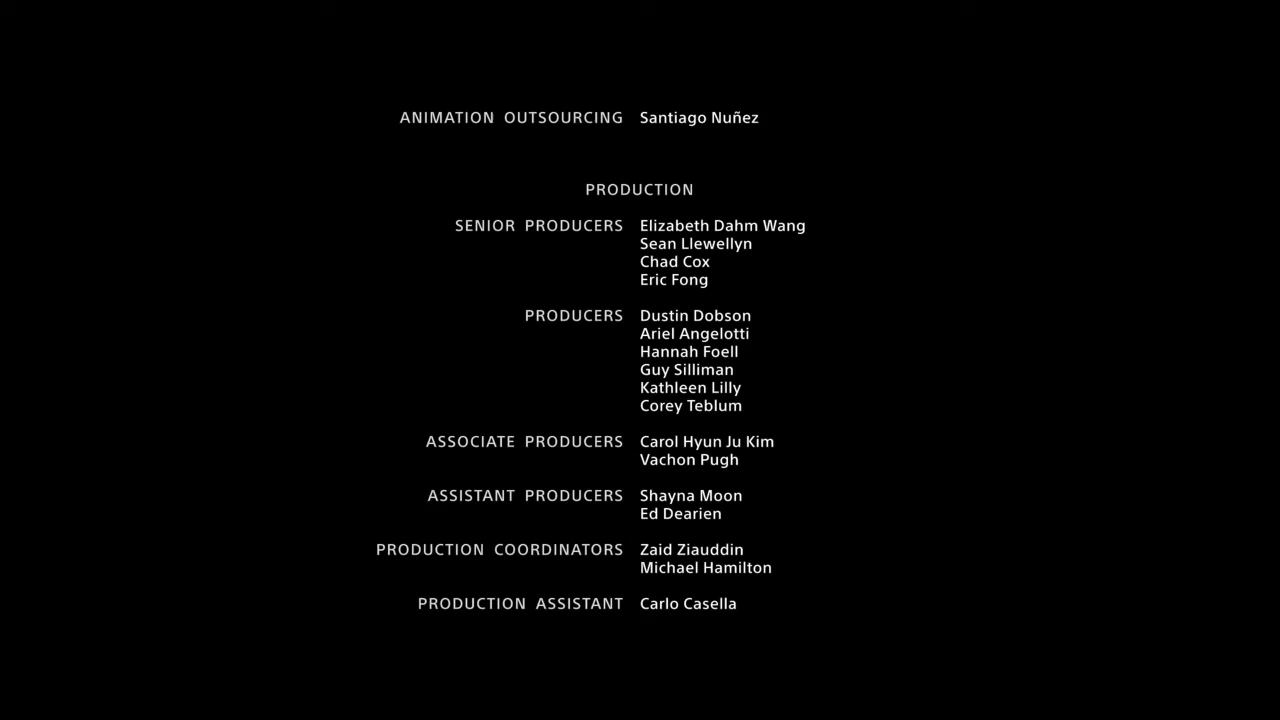 ANIMATION OUTSOURCING Santiago Nuñez
PRODUCTION
SENIOR PRODUCERS Elizabeth Dahm Wang
Sean Llewellyn
Chad Cox
Eric Fong
PRODUCERS Dustin Dobson
Ariel Angelotti
Hannah Foell
Guy Silliman
Kathleen Lilly
Corey Teblum
ASSOCIATE PRODUCERS Carol Hyun Ju Kim
Vachon Pugh
ASSISTANT PRODUCERS Shayna Moon
Ed Dearien
PRODUCTION COORDINATORS Zaid Ziauddin
Michael Hamilton
PRODUCTION ASSISTANT Carlo Casella